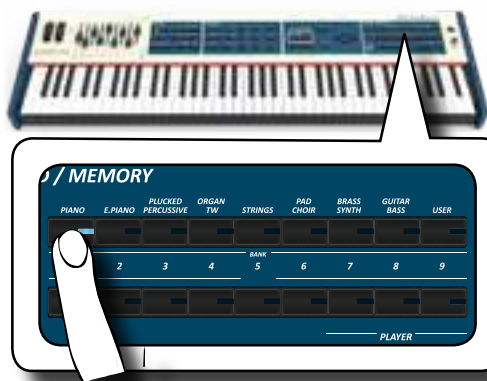 / MEMORY
PIANO E.PIANO PLUCKED PERCUSSIVE ORGAN TW STRINGS PAD CHOIR BRASS SYNTH GUITAR BASS USER
BANK
2 3 4 5 6 7 8 9
PLAYER